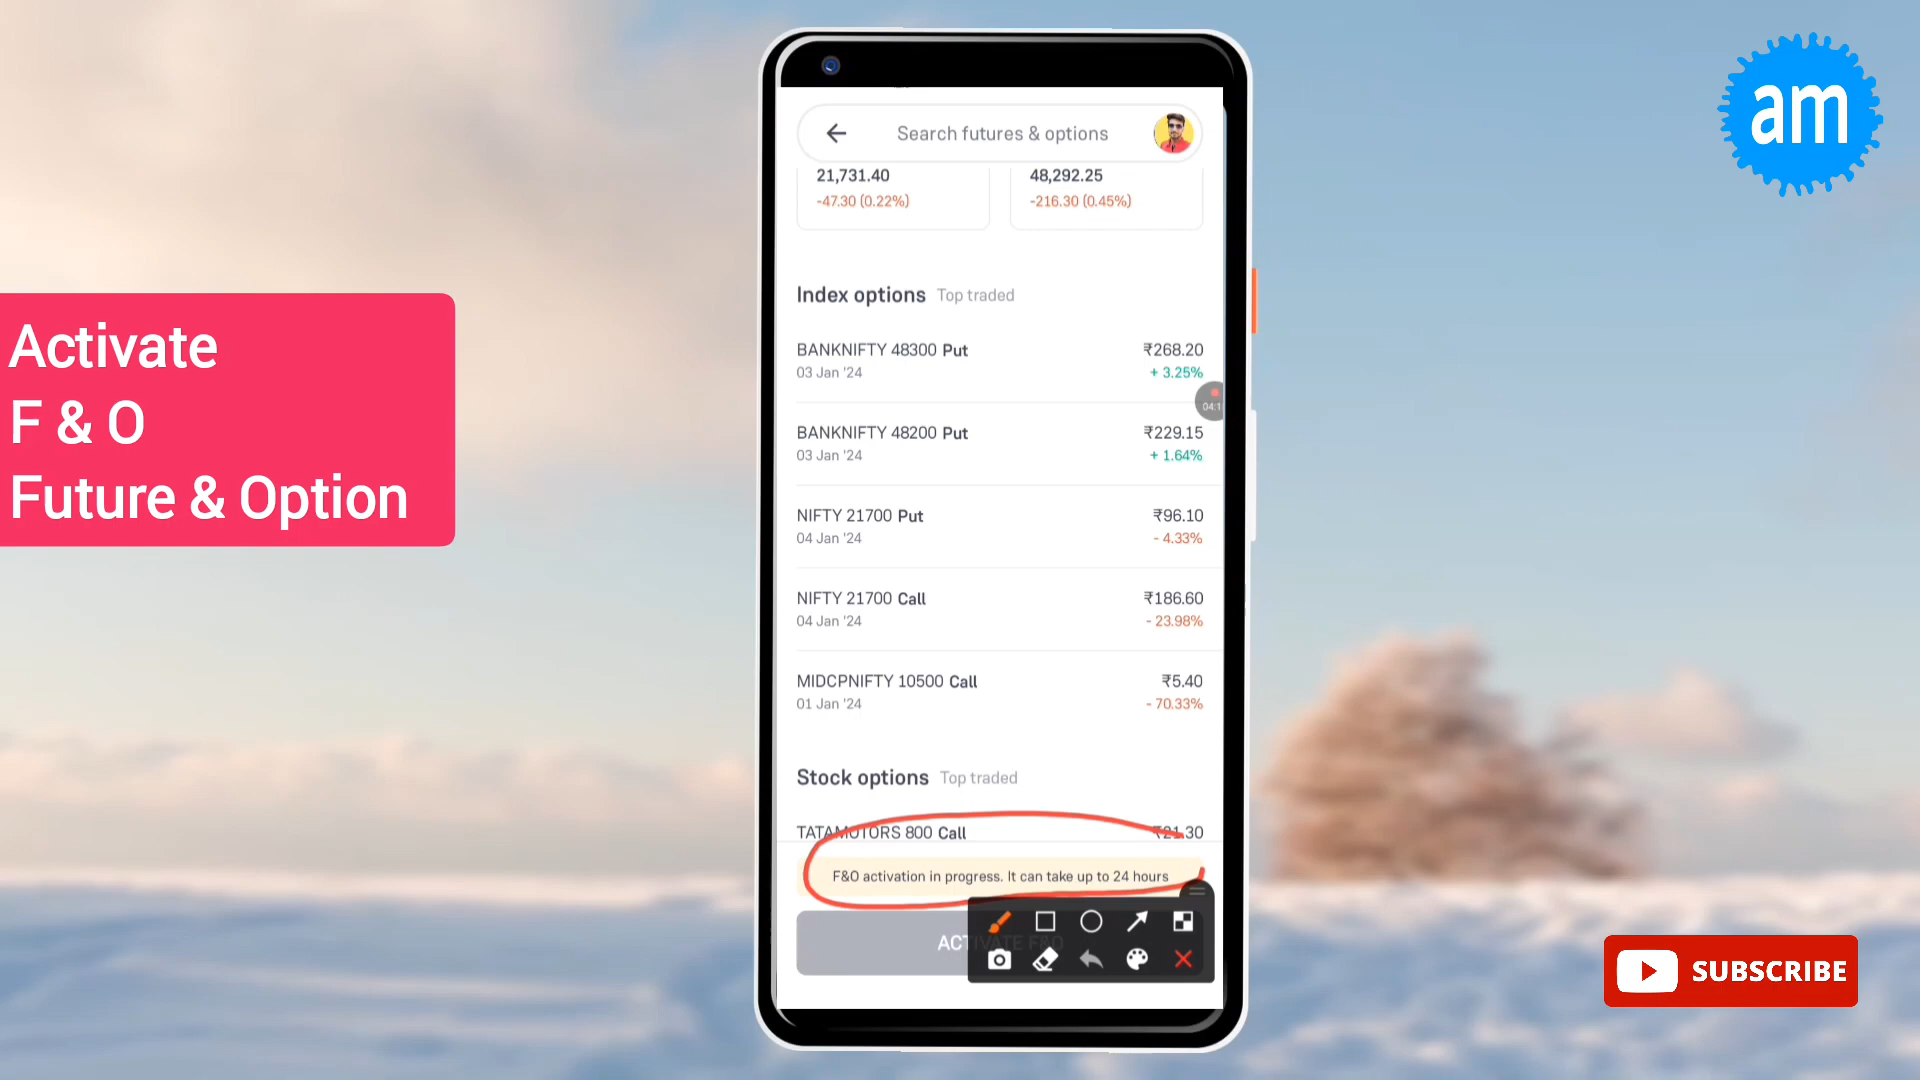 am
Activate
F & O
Future & Option
Search futures & options
21,731.40
-47.30 (0.22%)
48,292.25
-216.30 (0.45%)
Index options Top traded
BANKNIFTY 48300 Put ₹268.20
03 Jan '24 + 3.25%
BANKNIFTY 48200 Put ₹229.15
03 Jan '24 + 1.64%
NIFTY 21700 Put ₹96.10
04 Jan '24 - 4.33%
NIFTY 21700 Call ₹186.60
04 Jan '24 - 23.98%
MIDCPNIFTY 10500 Call ₹5.40
01 Jan '24 - 70.33%
Stock options Top traded
TATAMOTORS 800 Call ₹21.30
F&O activation in progress. It can take up to 24 hours
ACTIVATE F&O
SUBSCRIBE